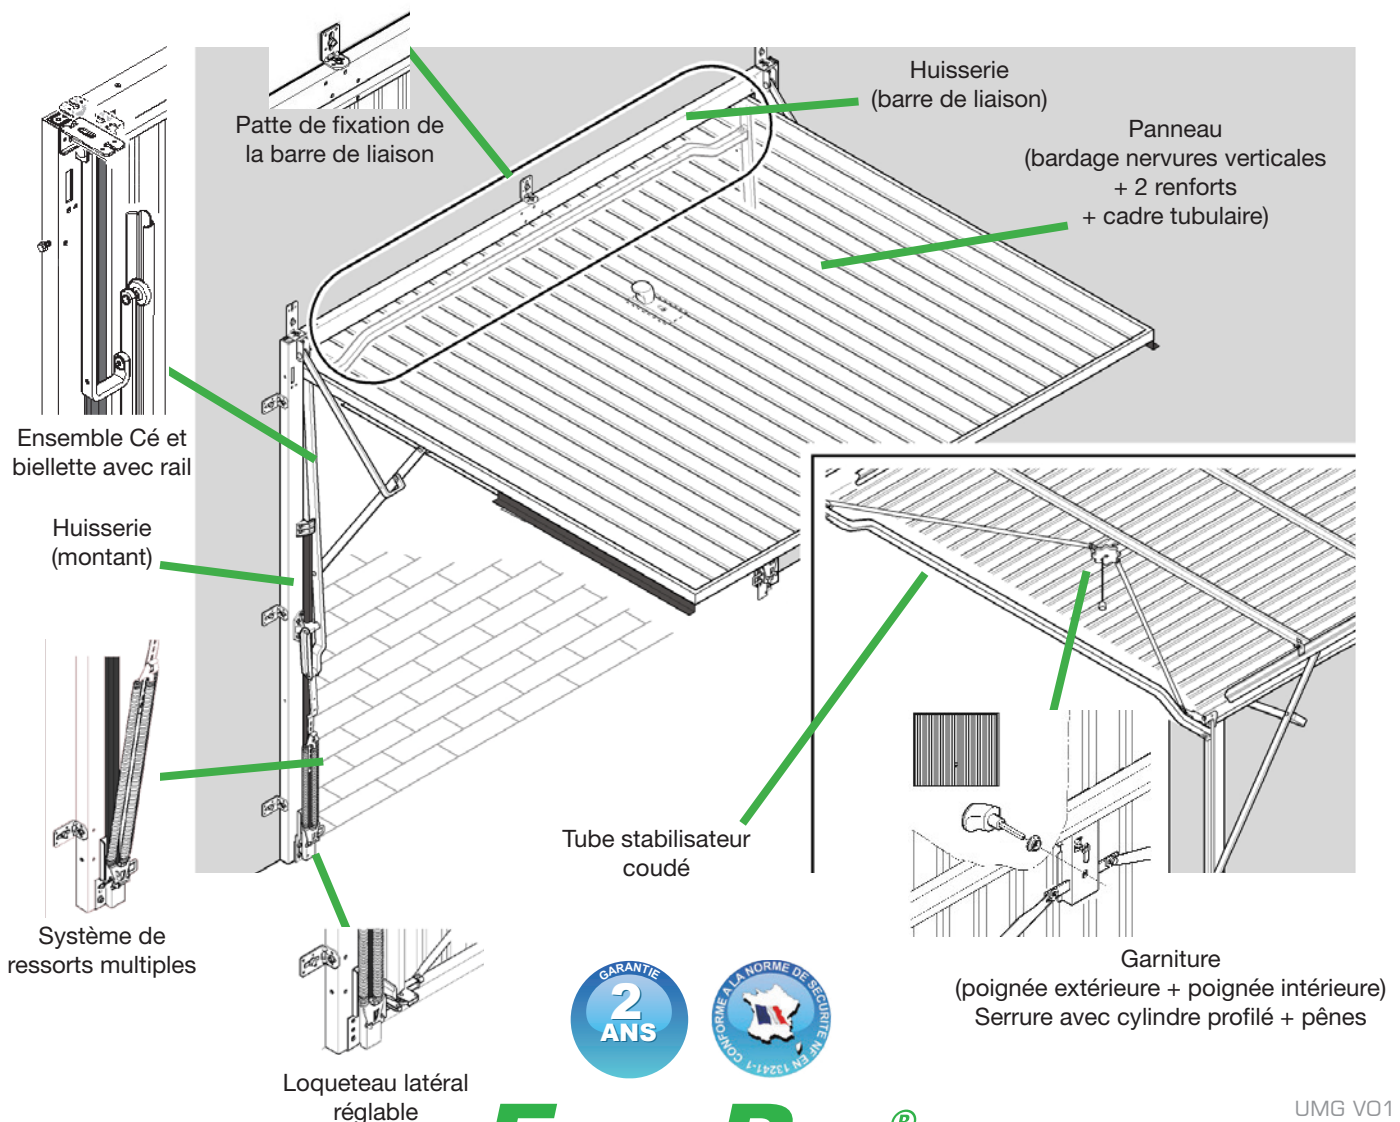 Huisserie
(barre de liaison)
Patte de fixation de
la barre de liaison
Panneau
(bardage nervures verticales
+ 2 renforts
+ cadre tubulaire)
Ensemble Cé et
biellette avec rail
Huisserie
(montant)
Tube stabilisateur
coudé
Système de
ressorts multiples
Garniture
(poignée extérieure + poignée intérieure)
Serrure avec cylindre profilé + pênes
GARANTIE
2
ANS
CONFORME A LA NORME DE SECURITE NF EN 13241-1
Loqueteau latéral
réglable
UMG V01